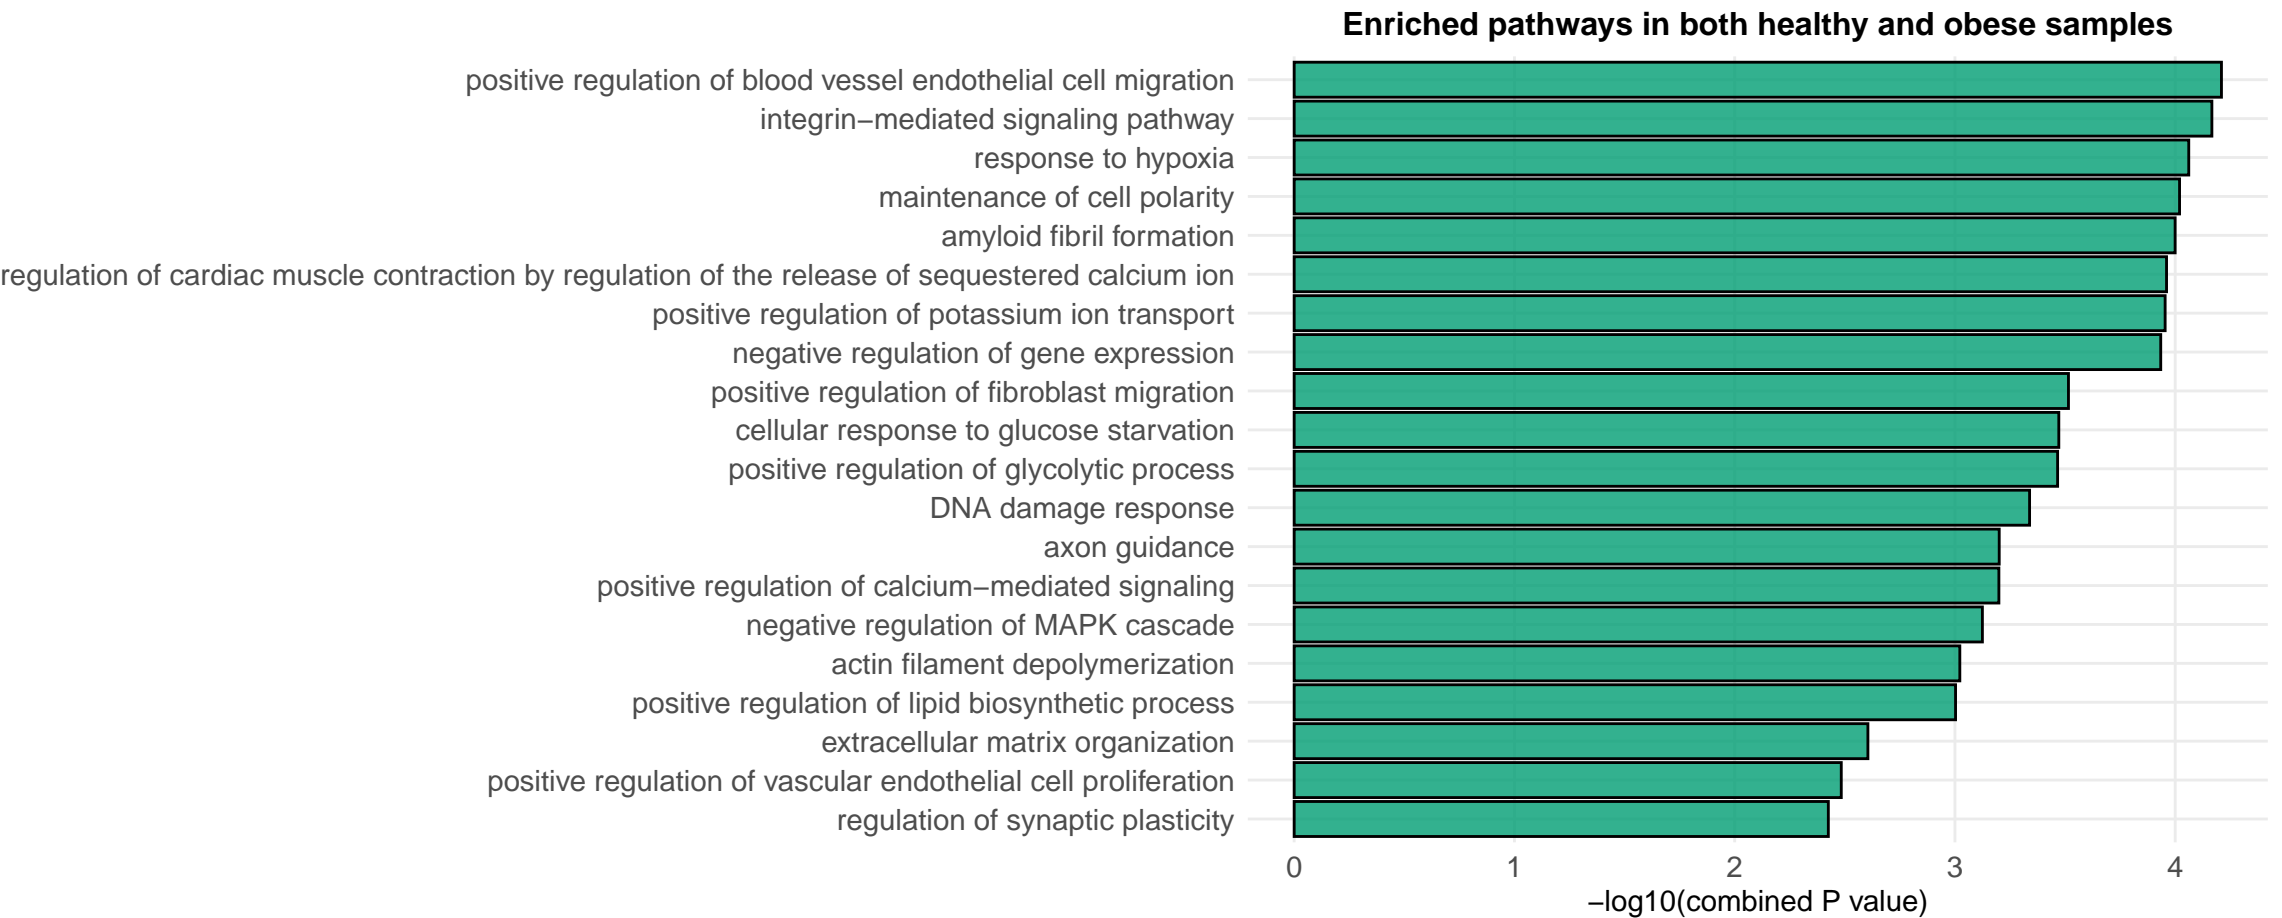 Enriched pathways in both healthy and obese samples
positive regulation of blood vessel endothelial cell migration
integrin−mediated signaling pathway
response to hypoxia
maintenance of cell polarity
amyloid fibril formation
regulation of cardiac muscle contraction by regulation of the release of sequestered calcium ion
positive regulation of potassium ion transport
negative regulation of gene expression
positive regulation of fibroblast migration
cellular response to glucose starvation
positive regulation of glycolytic process
DNA damage response
axon guidance
positive regulation of calcium−mediated signaling
negative regulation of MAPK cascade
actin filament depolymerization
positive regulation of lipid biosynthetic process
extracellular matrix organization
positive regulation of vascular endothelial cell proliferation
regulation of synaptic plasticity
0 1 2 3 4
−log10(combined P value)